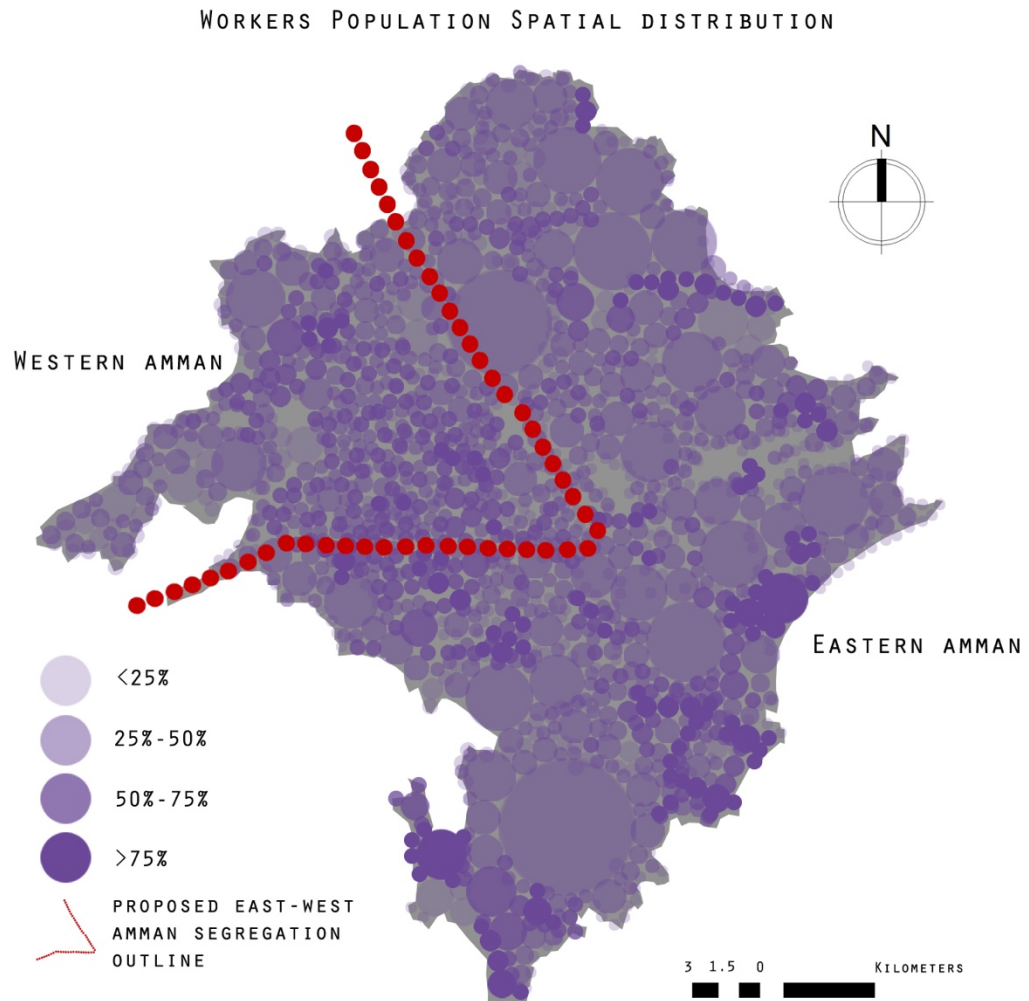 WORKERS POPULATION SPATIAL DISTRIBUTION
N
WESTERN AMMAN
EASTERN AMMAN
<25%
25%-50%
50%-75%
>75%
PROPOSED EAST-WEST
AMMAN SEGREGATION
OUTLINE
3 1.5 0 KILOMETERS